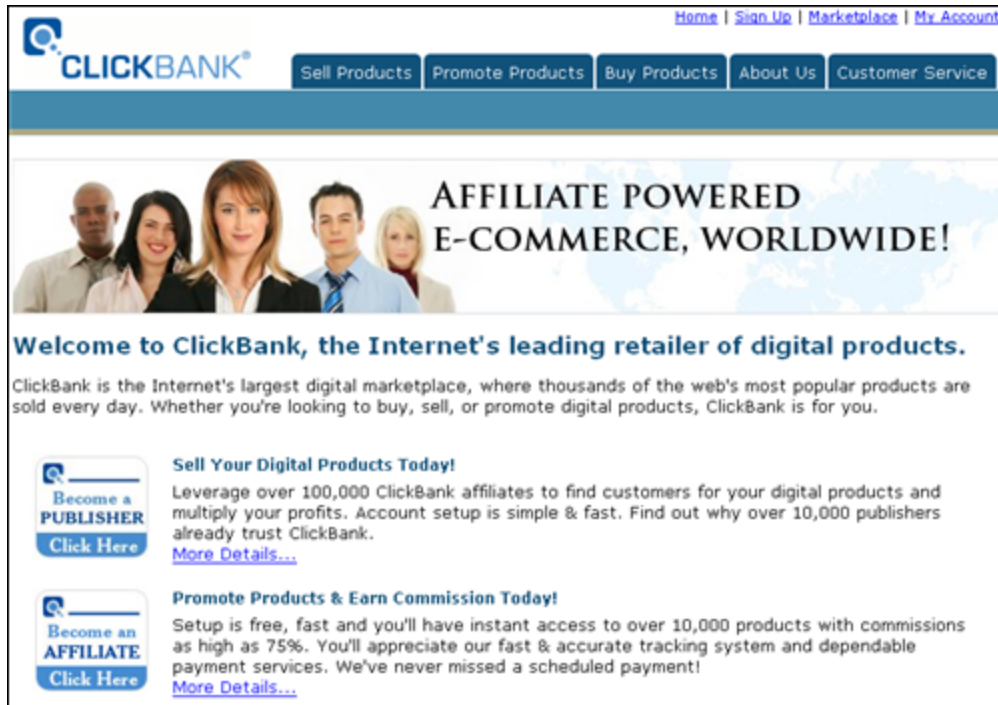 Home | Sign Up | Marketplace | My Account
CLICKBANK®
Sell Products
Promote Products
Buy Products
About Us
Customer Service
AFFILIATE POWERED
E-COMMERCE, WORLDWIDE!
Welcome to ClickBank, the Internet's leading retailer of digital products.
ClickBank is the Internet's largest digital marketplace, where thousands of the web's most popular products are
sold every day. Whether you're looking to buy, sell, or promote digital products, ClickBank is for you.
Become a
PUBLISHER
Click Here
Sell Your Digital Products Today!
Leverage over 100,000 ClickBank affiliates to find customers for your digital products and
multiply your profits. Account setup is simple & fast. Find out why over 10,000 publishers
already trust ClickBank.
More Details...
Become an
AFFILIATE
Click Here
Promote Products & Earn Commission Today!
Setup is free, fast and you'll have instant access to over 10,000 products with commissions
as high as 75%. You'll appreciate our fast & accurate tracking system and dependable
payment services. We've never missed a scheduled payment!
More Details...